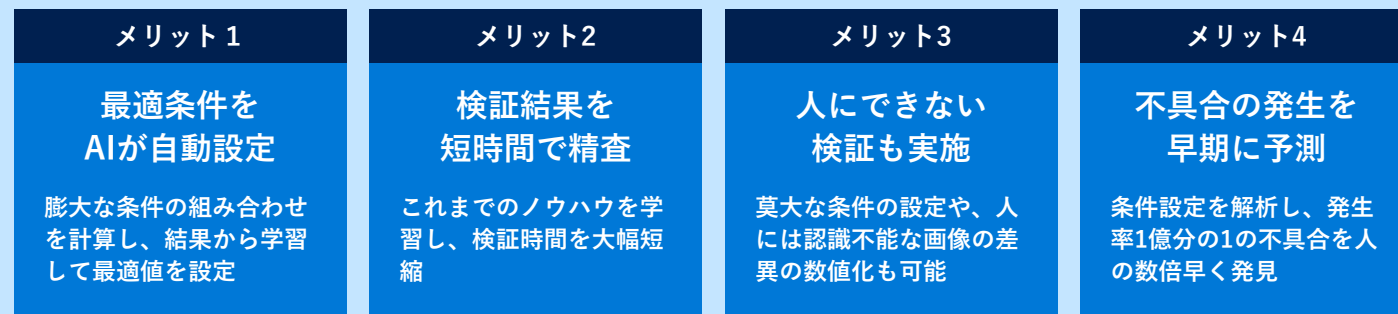 メリット１
最適条件を
AIが自動設定
膨大な条件の組み合わせ
を計算し、結果から学習
して最適値を設定
メリット2
検証結果を
短時間で精査
これまでのノウハウを学
習し、検証時間を大幅短
縮
メリット3
人にできない
検証も実施
莫大な条件の設定や、人
には認識不能な画像の差
異の数値化も可能
メリット4
不具合の発生を
早期に予測
条件設定を解析し、発生
率1億分の1の不具合を人
の数倍早く発見